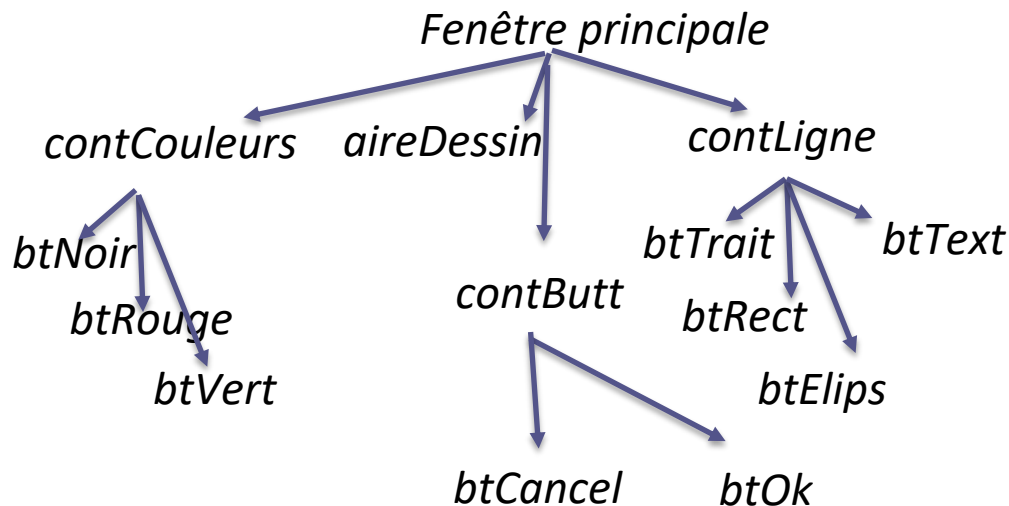 Fenêtre principale
contCouleurs
aireDessin
contLigne
btNoir
btRouge
btVert
contButt
btCancel
btOk
btTrait
btRect
btElips
btText